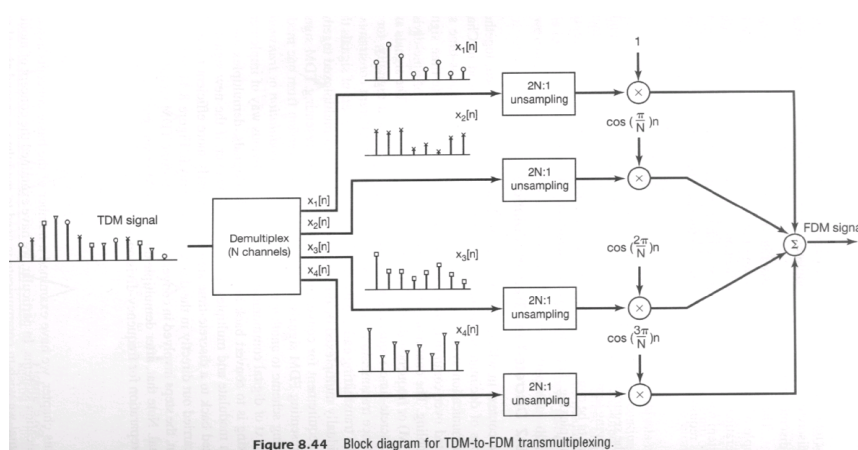 x₁[n]
1
2N:1
unsampling
×
x₂[n]
cos (π/N)n
2N:1
unsampling
×
TDM signal
Demultiplex
(N channels)
x₁[n]
x₂[n]
x₃[n]
x₄[n]
FDM signa
Σ
x₃[n]
cos (2π/N)n
2N:1
unsampling
×
x₄[n]
cos (3π/N)n
2N:1
unsampling
×
Figure 8.44 Block diagram for TDM-to-FDM transmultiplexing.